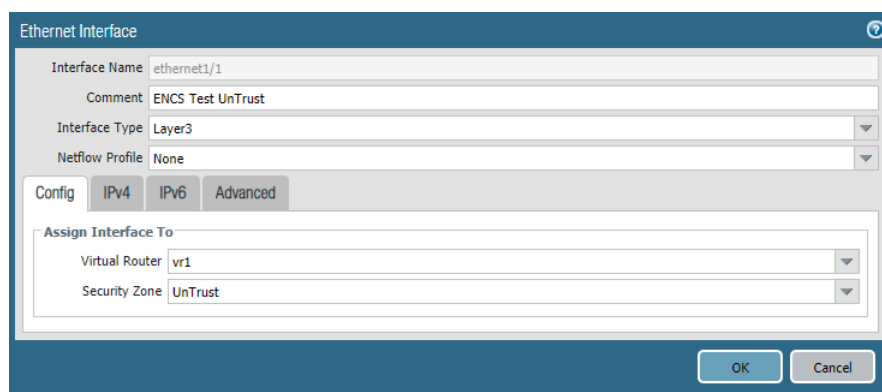 Ethernet Interface
Interface Name ethernet1/1
Comment ENCS Test UnTrust
Interface Type Layer3
Netflow Profile None
Config IPv4 IPv6 Advanced
Assign Interface To
Virtual Router vr1
Security Zone UnTrust
OK Cancel